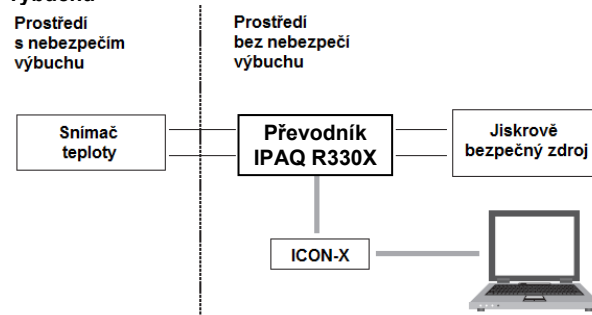 výbuchu
Prostředí
s nebezpečím
výbuchu
Prostředí
bez nebezpečí
výbuchu
Snímač
teploty
Převodník
IPAQ R330X
Jiskrově
bezpečný zdroj
ICON-X